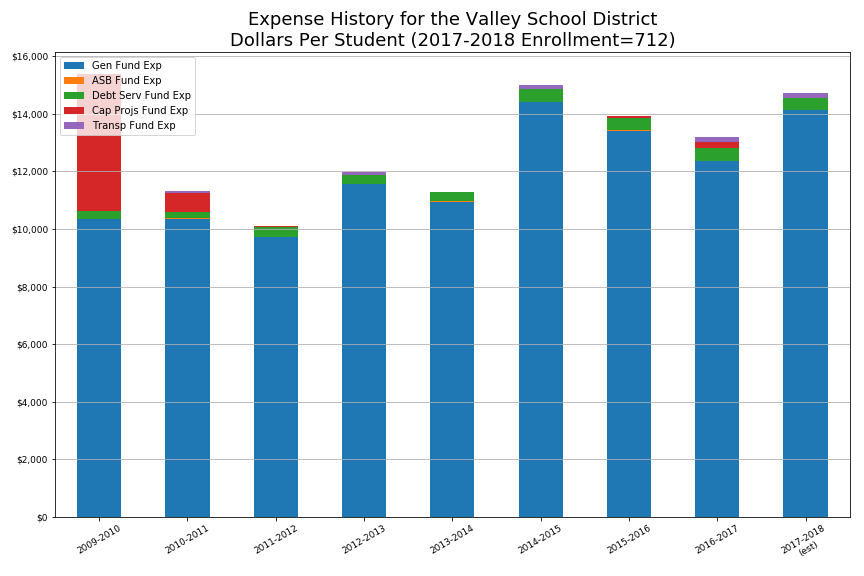 Expense History for the Valley School District
Dollars Per Student (2017-2018 Enrollment=712)
$16,000
$14,000
$12,000
$10,000
$8,000
$6,000
$4,000
$2,000
$0
Gen Fund Exp
ASB Fund Exp
Debt Serv Fund Exp
Cap Projs Fund Exp
Transp Fund Exp
2009-2010
2010-2011
2011-2012
2012-2013
2013-2014
2014-2015
2015-2016
2016-2017
2017-2018
(est)